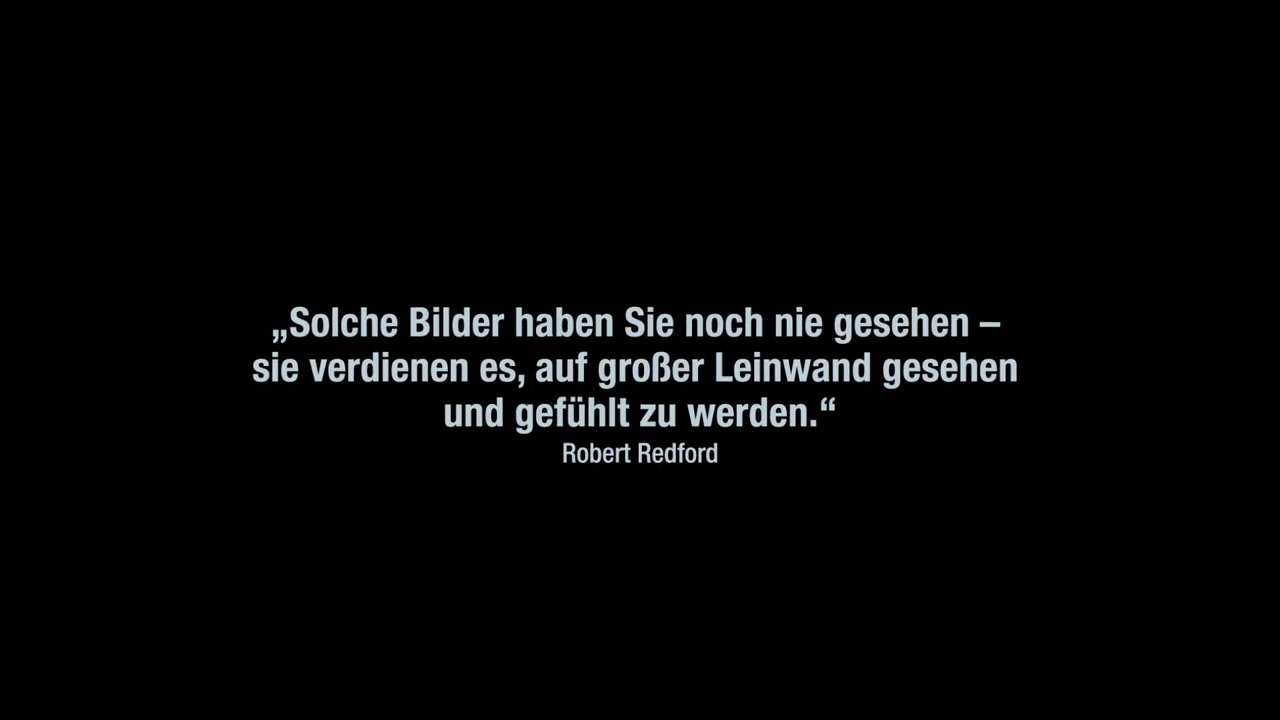 „Solche Bilder haben Sie noch nie gesehen –
sie verdienen es, auf großer Leinwand gesehen
und gefühlt zu werden.“
Robert Redford